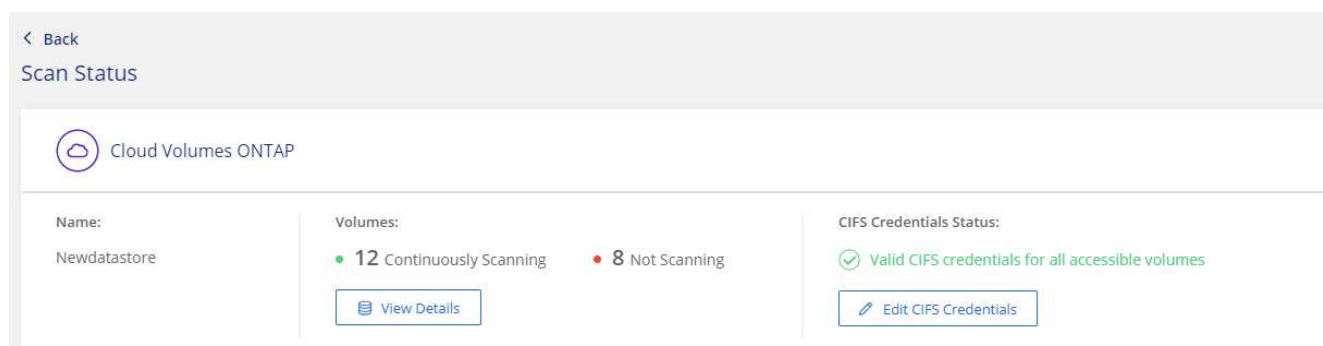 Back
Scan Status
Cloud Volumes ONTAP
Name:
Newdatastore
Volumes:
12 Continuously Scanning
8 Not Scanning
View Details
CIFS Credentials Status:
Valid CIFS credentials for all accessible volumes
Edit CIFS Credentials